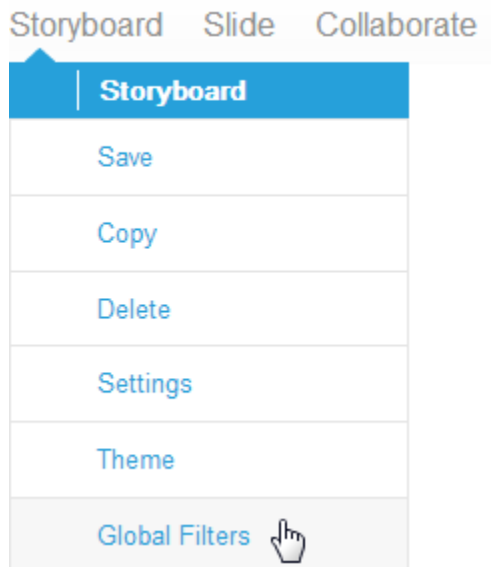 Storyboard Slide Collaborate
Storyboard
Save
Copy
Delete
Settings
Theme
Global Filters